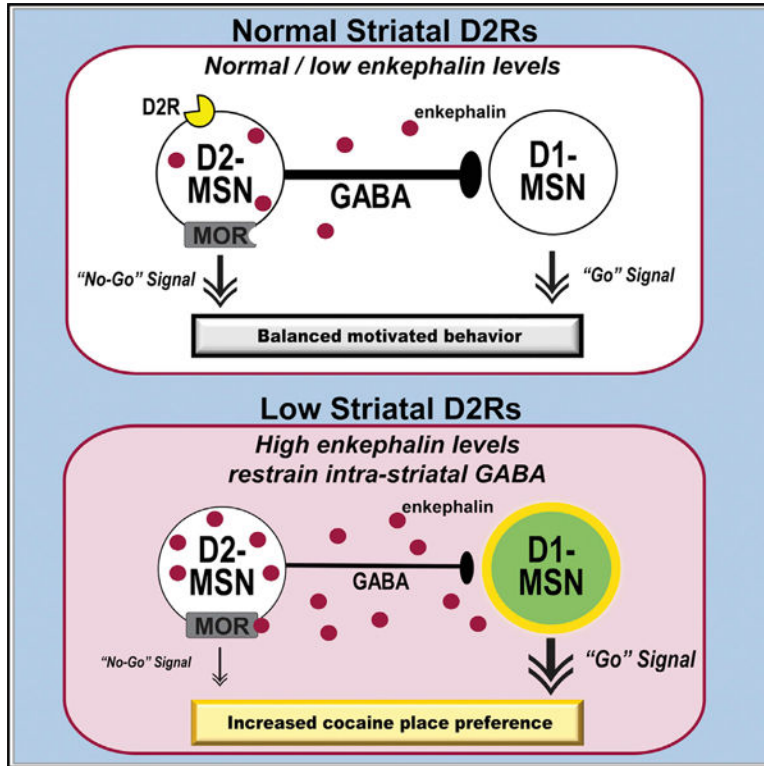 Normal Striatal D2Rs
Normal / low enkephalin levels
D2R
enkephalin
D2-
MSN
GABA
D1-
MSN
MOR
“No-Go” Signal
“Go” Signal
Balanced motivated behavior
Low Striatal D2Rs
High enkephalin levels
restrain intra-striatal GABA
enkephalin
D2-
MSN
GABA
D1-
MSN
MOR
“No-Go” Signal
“Go” Signal
Increased cocaine place preference